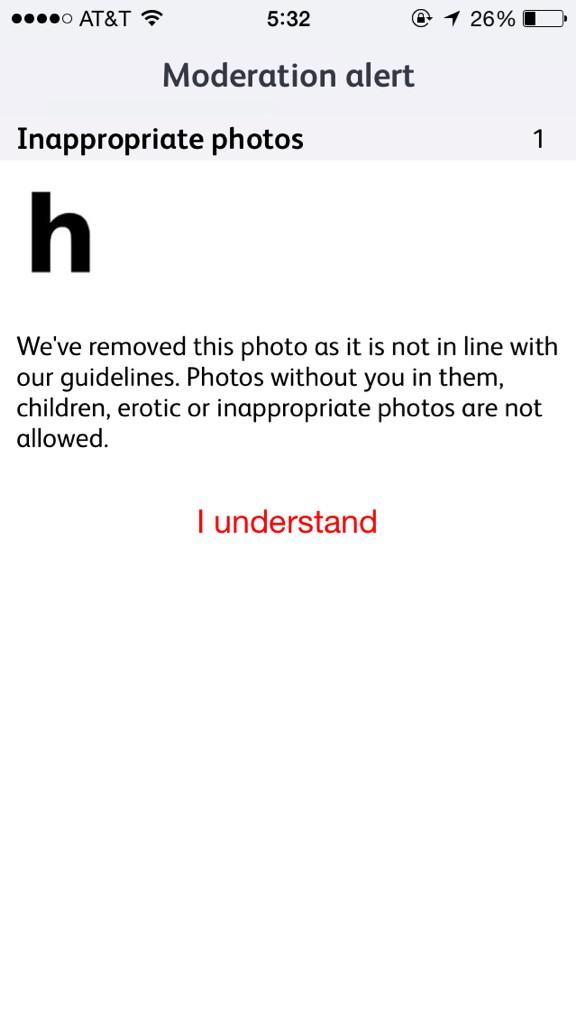 AT&T 5:32 26%
Moderation alert
Inappropriate photos 1
h
We've removed this photo as it is not in line with
our guidelines. Photos without you in them,
children, erotic or inappropriate photos are not
allowed.
I understand